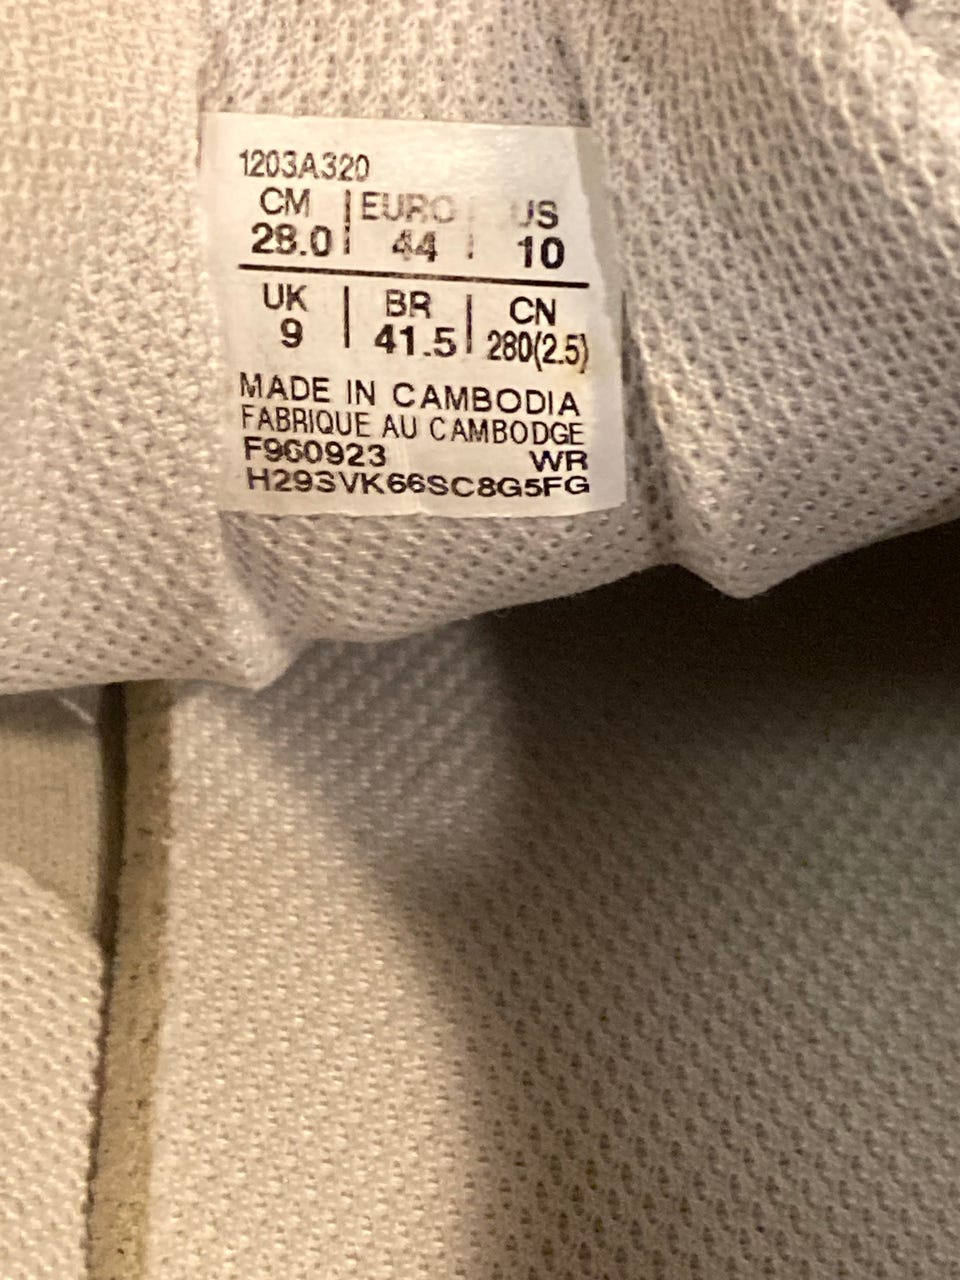 1203A320
CM | EURO | US
28.0 | 44 | 10
UK | BR | CN
9 | 41.5 | 280(2.5)
MADE IN CAMBODIA
FABRIQUE AU CAMBODGE
F960923 WR
H29SVK66SC8G5FG